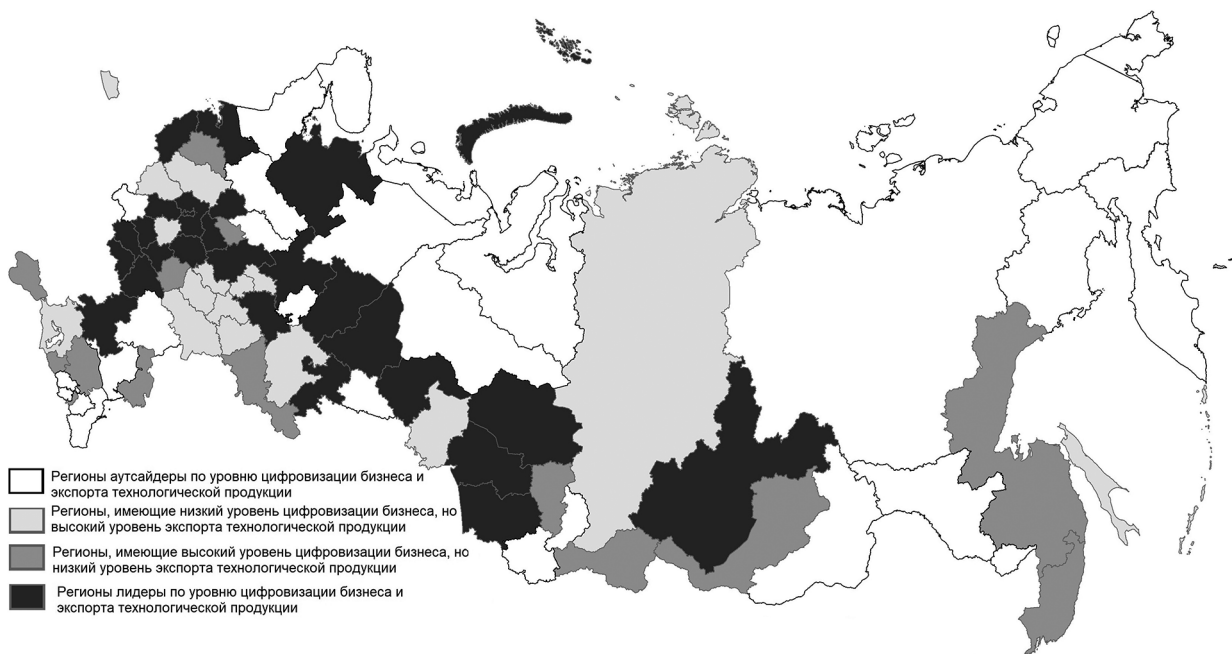 Регионы аутсайдеры по уровню цифровизации бизнеса и
экспорта технологической продукции
Регионы, имеющие низкий уровень цифровизации бизнеса, но
высокий уровень экспорта технологической продукции
Регионы, имеющие высокий уровень цифровизации бизнеса, но
низкий уровень экспорта технологической продукции
Регионы лидеры по уровню цифровизации бизнеса и
экспорта технологической продукции